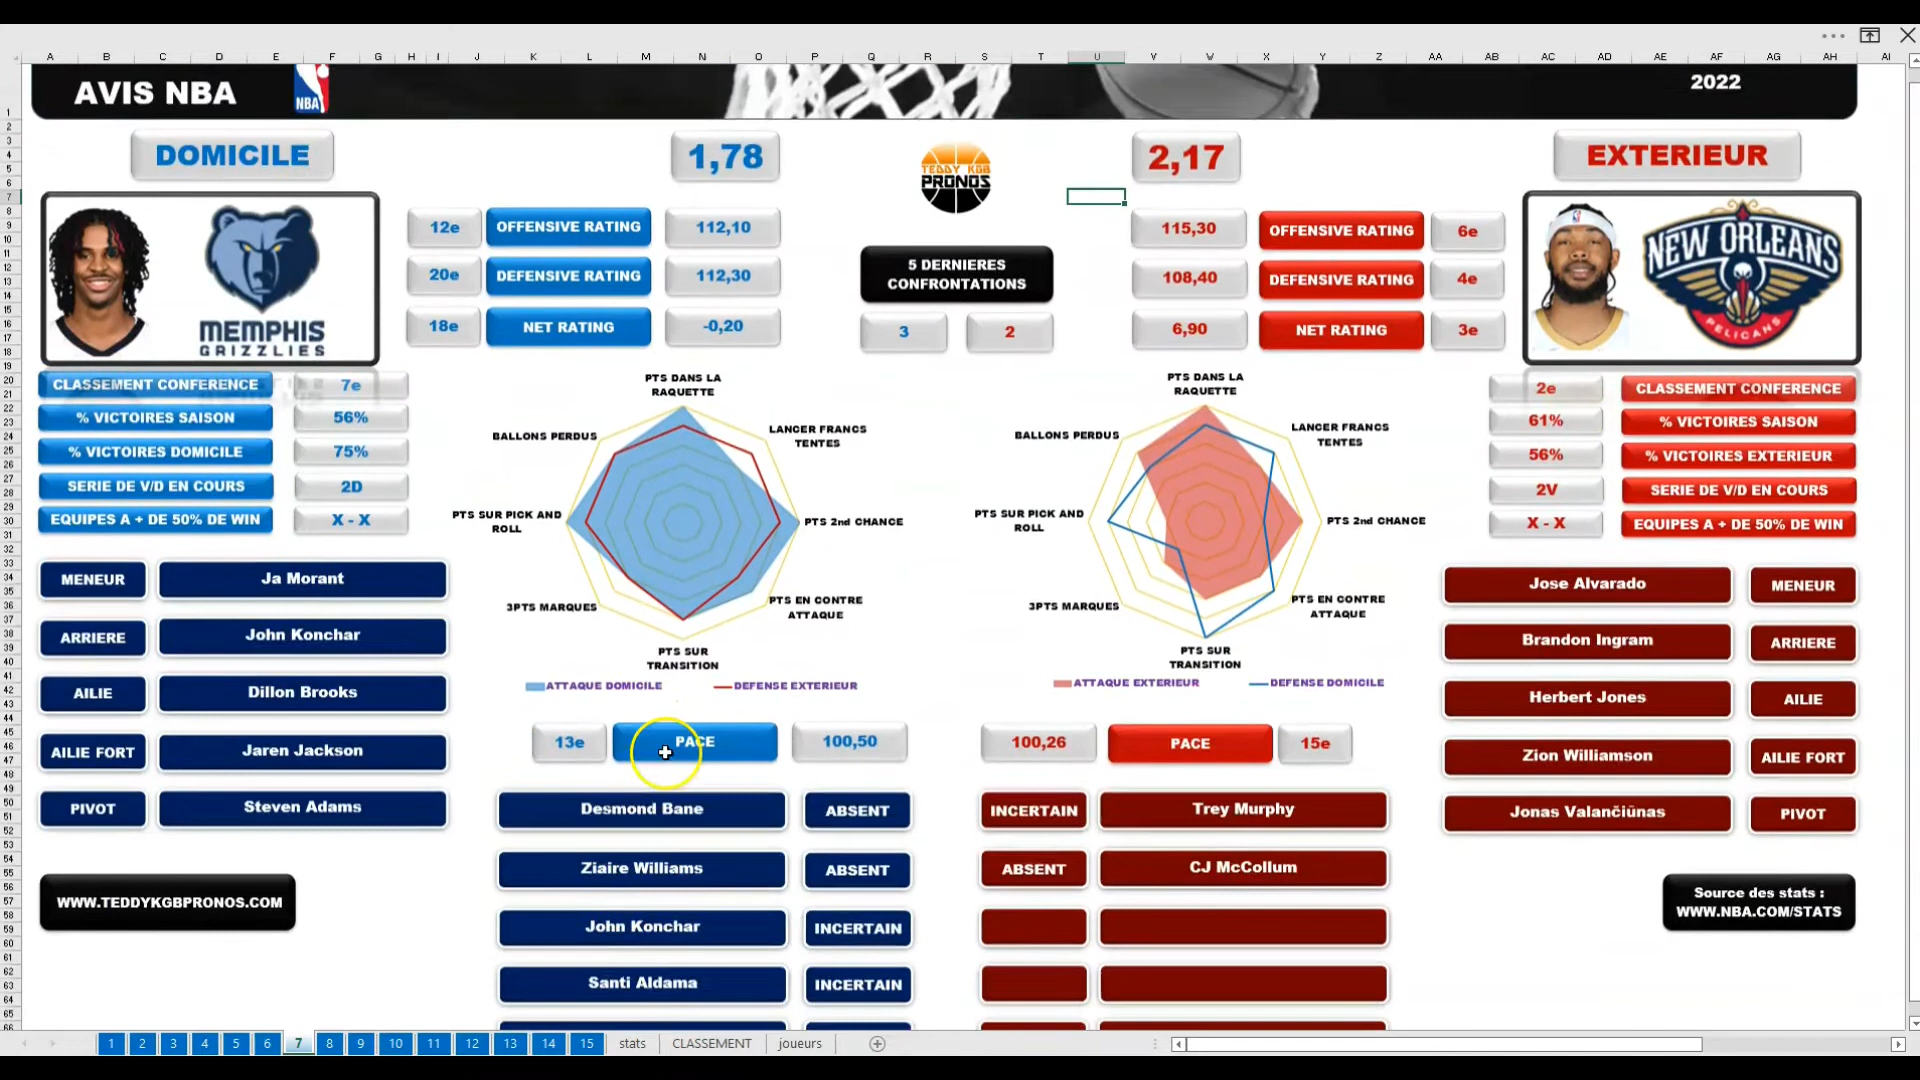 A B C D E F G H I J K L M N O P Q R S T U V W X Y Z AA AB AC AD AE AF AG AH AI
AVIS NBA
NBA
2022
DOMICILE
1,78
TEDDY KGB
PRONOS
2,17
EXTERIEUR
MEMPHIS
GRIZZLIES
12e OFFENSIVE RATING 112,10
20e DEFENSIVE RATING 112,30
18e NET RATING -0,20
5 DERNIERES
CONFRONTATIONS
3 2
115,30 OFFENSIVE RATING 6e
108,40 DEFENSIVE RATING 4e
6,90 NET RATING 3e
NEW ORLEANS
PELICANS
CLASSEMENT CONFERENCE 7e
% VICTOIRES SAISON 56%
% VICTOIRES DOMICILE 75%
SERIE DE V/D EN COURS 2D
EQUIPES A + DE 50% DE WIN X - X
PTS DANS LA
RAQUETTE
LANCER FRANCS
TENTES
BALLONS PERDUS
PTS SUR PICK AND
ROLL
PTS 2nd CHANCE
3PTS MARQUES
PTS EN CONTRE
ATTAQUE
PTS SUR
TRANSITION
ATTAQUE DOMICILE DEFENSE EXTERIEUR
PTS DANS LA
RAQUETTE
LANCER FRANCS
TENTES
BALLONS PERDUS
PTS SUR PICK AND
ROLL
PTS 2nd CHANCE
3PTS MARQUES
PTS EN CONTRE
ATTAQUE
PTS SUR
TRANSITION
ATTAQUE EXTERIEUR DEFENSE DOMICILE
2e CLASSEMENT CONFERENCE
61% % VICTOIRES SAISON
56% % VICTOIRES EXTERIEUR
2V SERIE DE V/D EN COURS
X - X EQUIPES A + DE 50% DE WIN
MENEUR Ja Morant
ARRIERE John Konchar
AILIE Dillon Brooks
AILIE FORT Jaren Jackson
PIVOT Steven Adams
13e PACE 100,50
100,26 PACE 15e
Jose Alvarado MENEUR
Brandon Ingram ARRIERE
Herbert Jones AILIE
Zion Williamson AILIE FORT
Jonas Valančiūnas PIVOT
Desmond Bane ABSENT
Ziaire Williams ABSENT
John Konchar INCERTAIN
Santi Aldama INCERTAIN
INCERTAIN Trey Murphy
ABSENT CJ McCollum
WWW.TEDDYKGBPRONOS.COM
Source des stats :
WWW.NBA.COM/STATS
1 2 3 4 5 6 7 8 9 10 11 12 13 14 15 stats CLASSEMENT joueurs